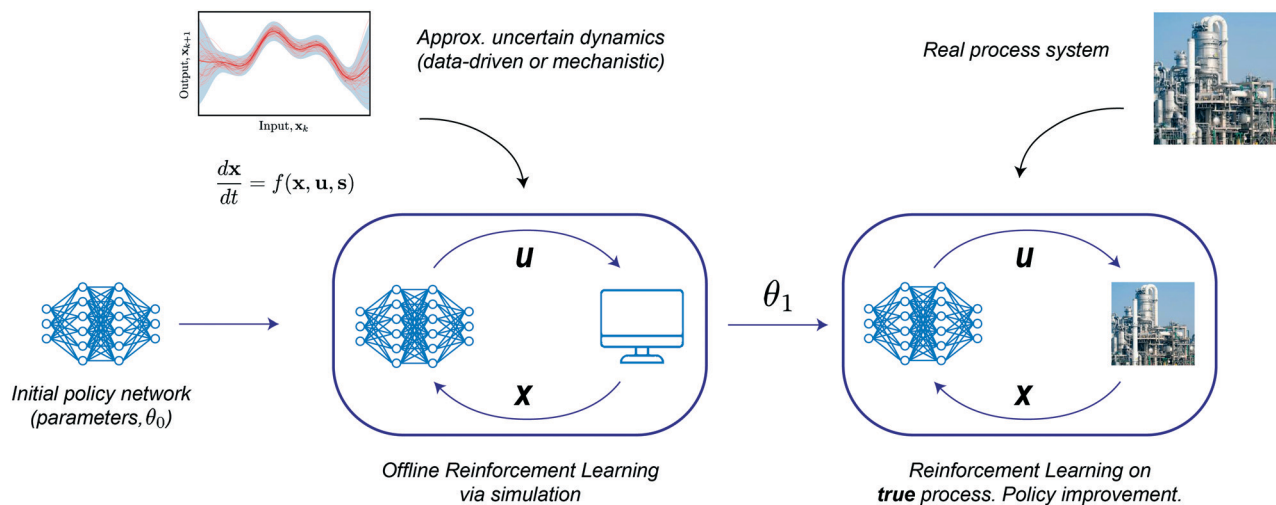 Output, x_{k+1}
Input, x_k
Approx. uncertain dynamics
(data-driven or mechanistic)
Real process system
dx/dt = f(x, u, s)
u
x
θ_1
u
x
Initial policy network
(parameters, θ_0)
Offline Reinforcement Learning
via simulation
Reinforcement Learning on
true process. Policy improvement.